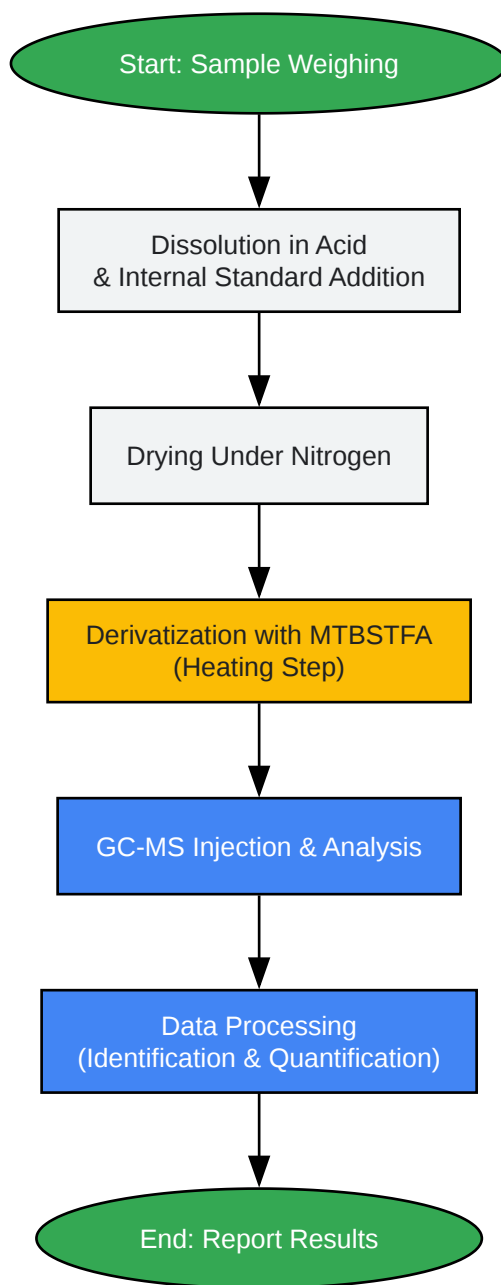 Start: Sample Weighing
Dissolution in Acid
& Internal Standard Addition
Drying Under Nitrogen
Derivatization with MTBSTFA
(Heating Step)
GC-MS Injection & Analysis
Data Processing
(Identification & Quantification)
End: Report Results